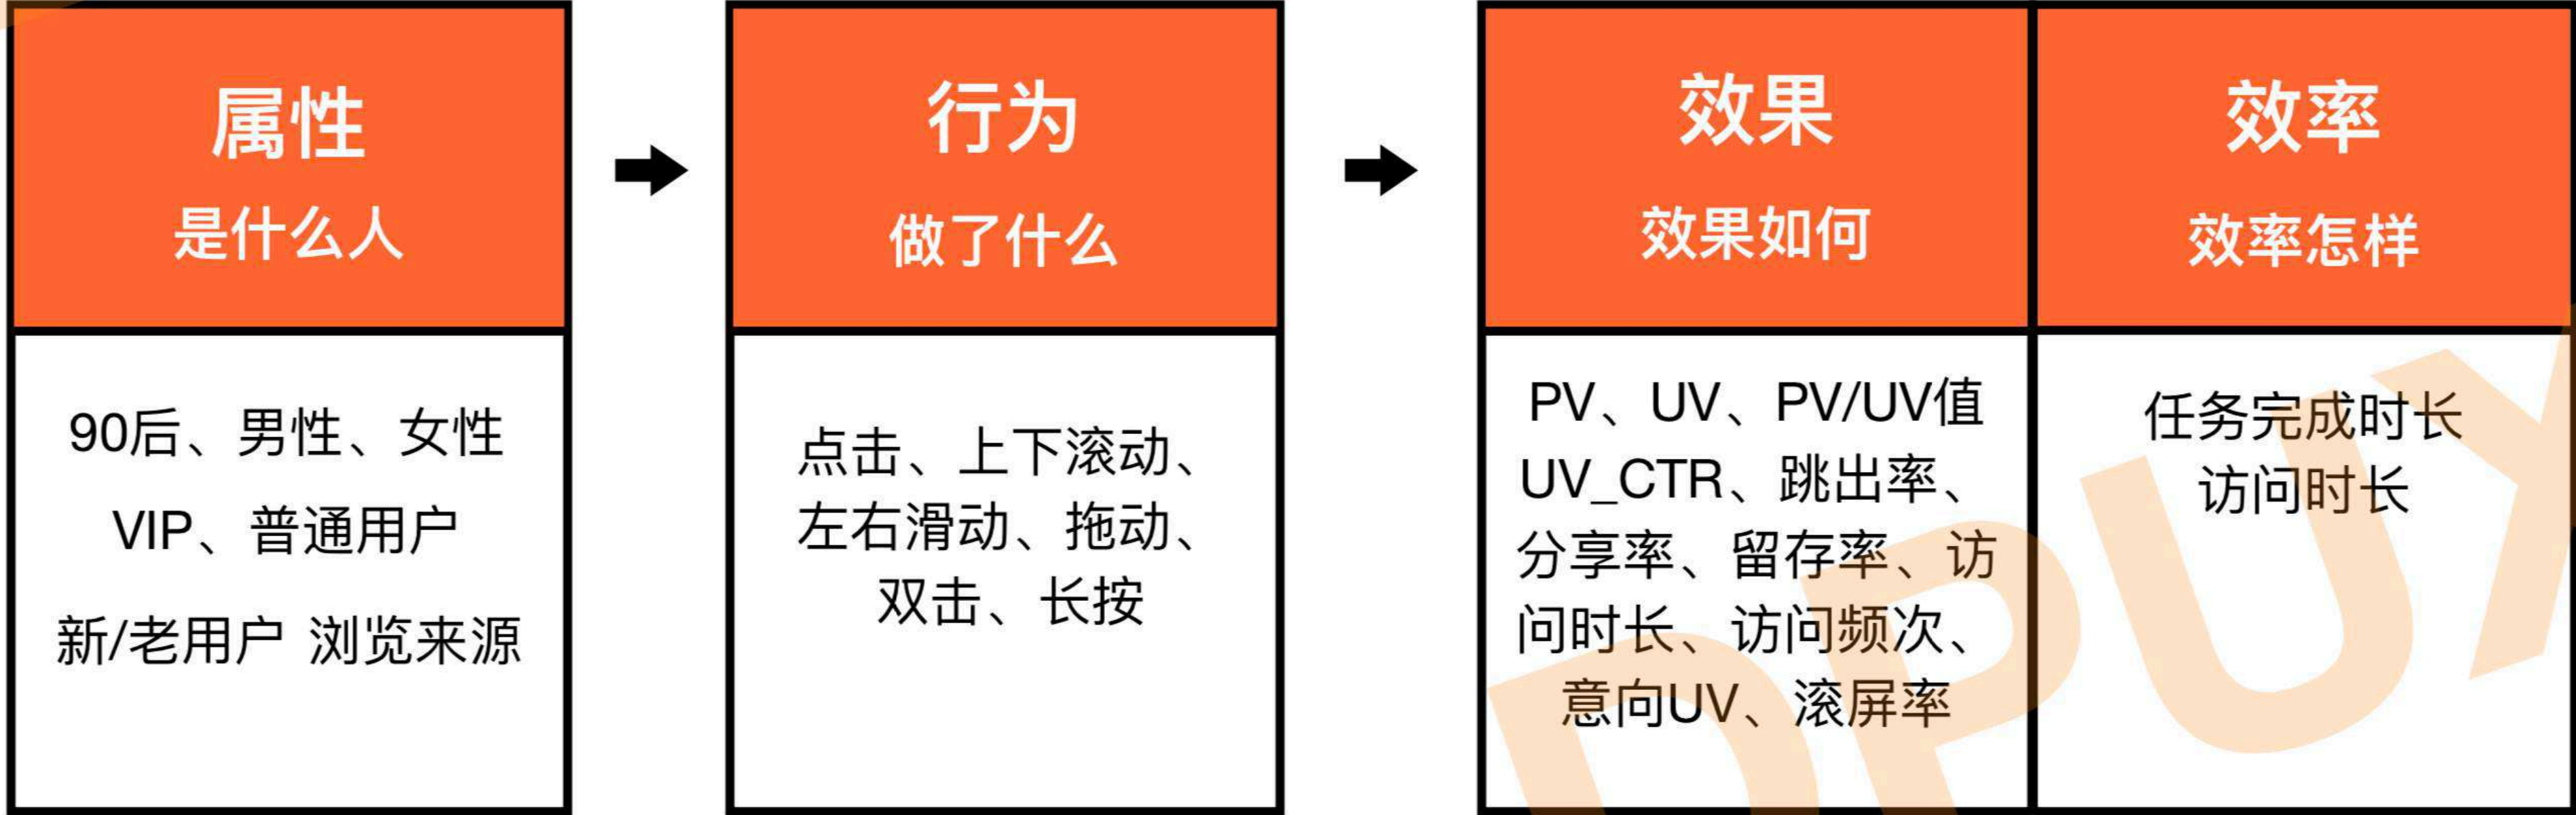 属性
是什么人
90后、男性、女性
VIP、普通用户
新/老用户 浏览来源
行为
做了什么
点击、上下滚动、
左右滑动、拖动、
双击、长按
效果
效果如何
PV、UV、PV/UV值
UV_CTR、跳出率、
分享率、留存率、访
问时长、访问频次、
意向UV、滚屏率
效率
效率怎样
任务完成时长
访问时长
DPUX